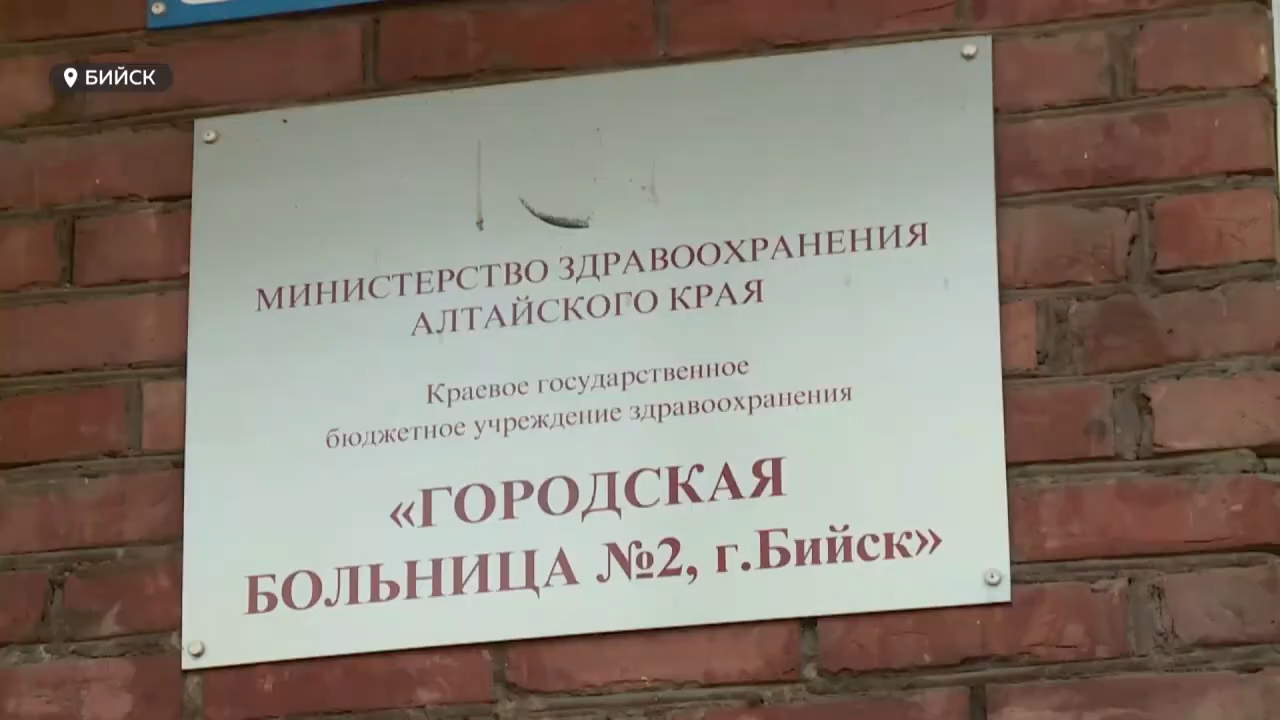 БИЙСК
МИНИСТЕРСТВО ЗДРАВООХРАНЕНИЯ
АЛТАЙСКОГО КРАЯ
Краевое государственное
бюджетное учреждение здравоохранения
«ГОРОДСКАЯ
БОЛЬНИЦА №2, г.Бийск»